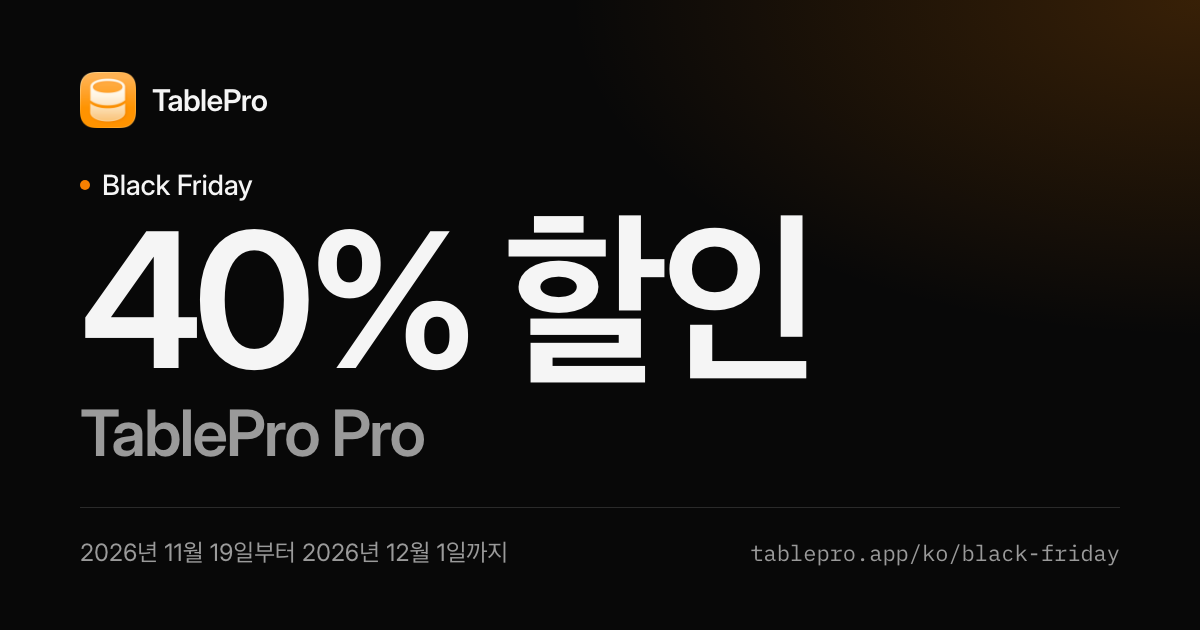 TablePro
Black Friday
40% 할인
TablePro Pro
2026년 11월 19일부터 2026년 12월 1일까지
tablepro.app/ko/black-friday